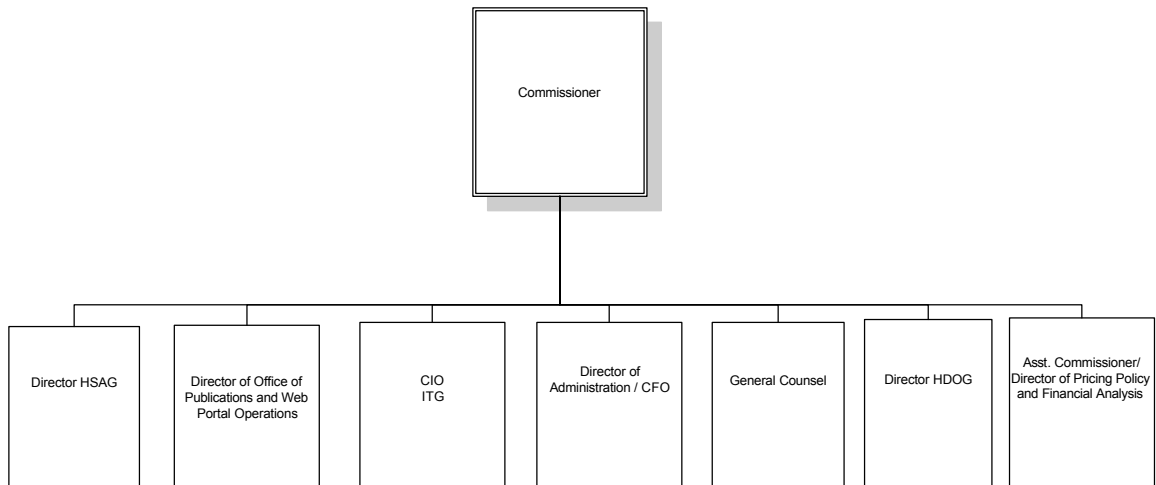 Commissioner
Director HSAG
Director of Office of
Publications and Web
Portal Operations
CIO
ITG
Director of
Administration / CFO
General Counsel
Director HDOG
Asst. Commissioner/
Director of Pricing Policy
and Financial Analysis